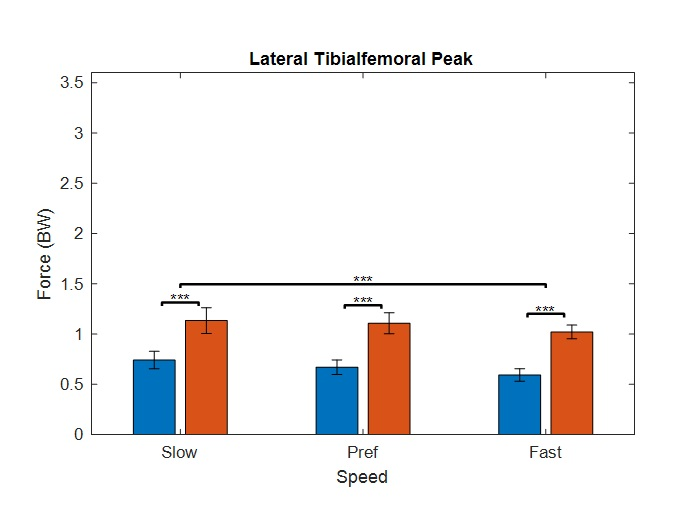 Lateral Tibialfemoral Peak
3.5
3
2.5
2
1.5
1
0.5
0
Force (BW)
***
***
***
***
Slow
Pref
Fast
Speed